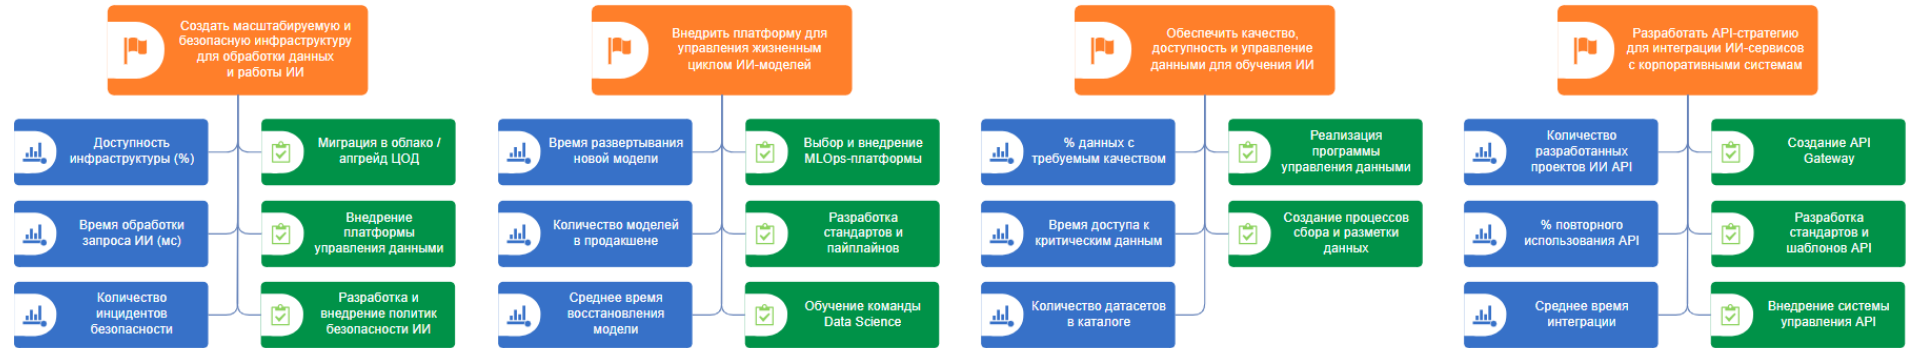 Создать масштабируемую и
безопасную инфраструктуру
для обработки данных
и работы ИИ
Доступность
инфраструктуры (%)
Миграция в облако /
апгрейд ЦОД
Время обработки
запроса ИИ (мс)
Внедрение
платформы
управления данными
Количество
инцидентов
безопасности
Разработка и
внедрение политик
безопасности ИИ
Внедрить платформу для
управления жизненным
циклом ИИ-моделей
Время развертывания
новой модели
Выбор и внедрение
MLOps-платформы
Количество моделей
в продакшене
Разработка
стандартов и
пайплайнов
Среднее время
восстановления
модели
Обучение команды
Data Science
Обеспечить качество,
доступность и управление
данными для обучения ИИ
% данных с
требуемым качеством
Реализация
программы
управления данными
Время доступа к
критическим данным
Создание процессов
сбора и разметки
данных
Количество датасетов
в каталоге
Разработать API-стратегию
для интеграции ИИ-сервисов
с корпоративными системам
Количество
разработанных
проектов ИИ API
Создание API
Gateway
% повторного
использования API
Разработка
стандартов и
шаблонов API
Среднее время
интеграции
Внедрение системы
управления API